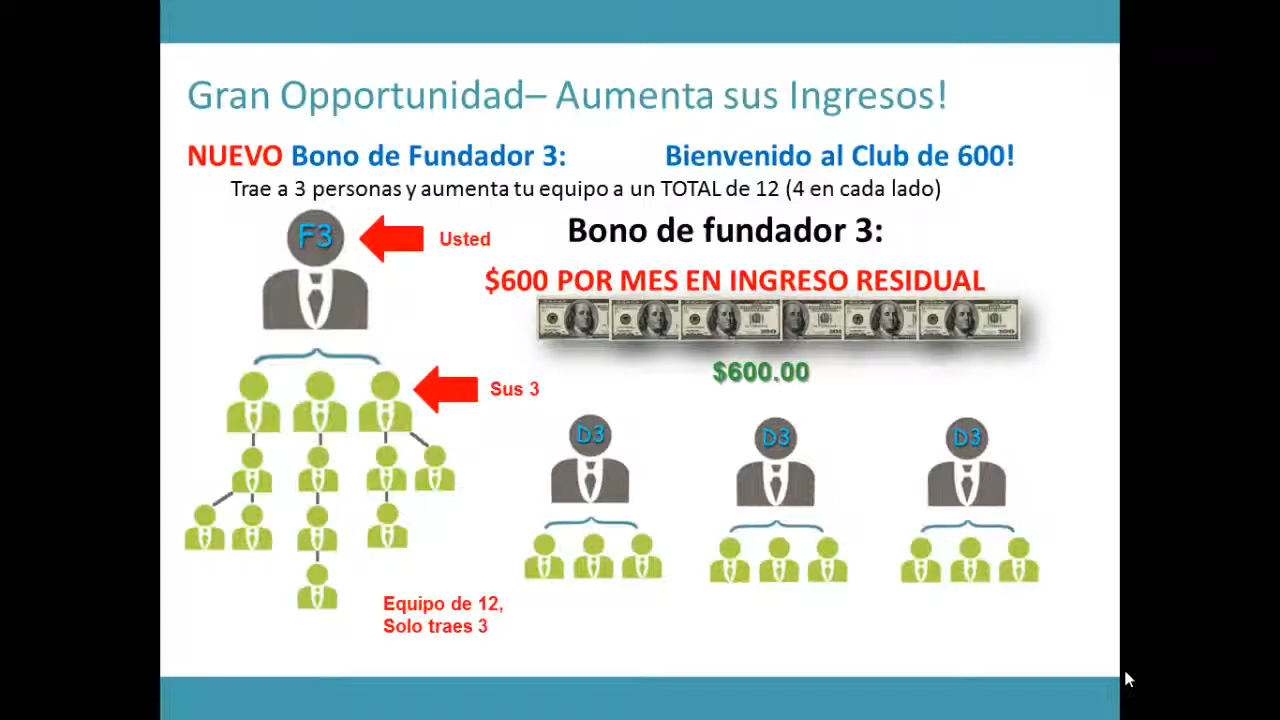 Gran Opportunidad– Aumenta sus Ingresos!
NUEVO Bono de Fundador 3: Bienvenido al Club de 600!
Trae a 3 personas y aumenta tu equipo a un TOTAL de 12 (4 en cada lado)
F3
Usted
Bono de fundador 3:
$600 POR MES EN INGRESO RESIDUAL
$600.00
Sus 3
D3 D3 D3
Equipo de 12,
Solo traes 3